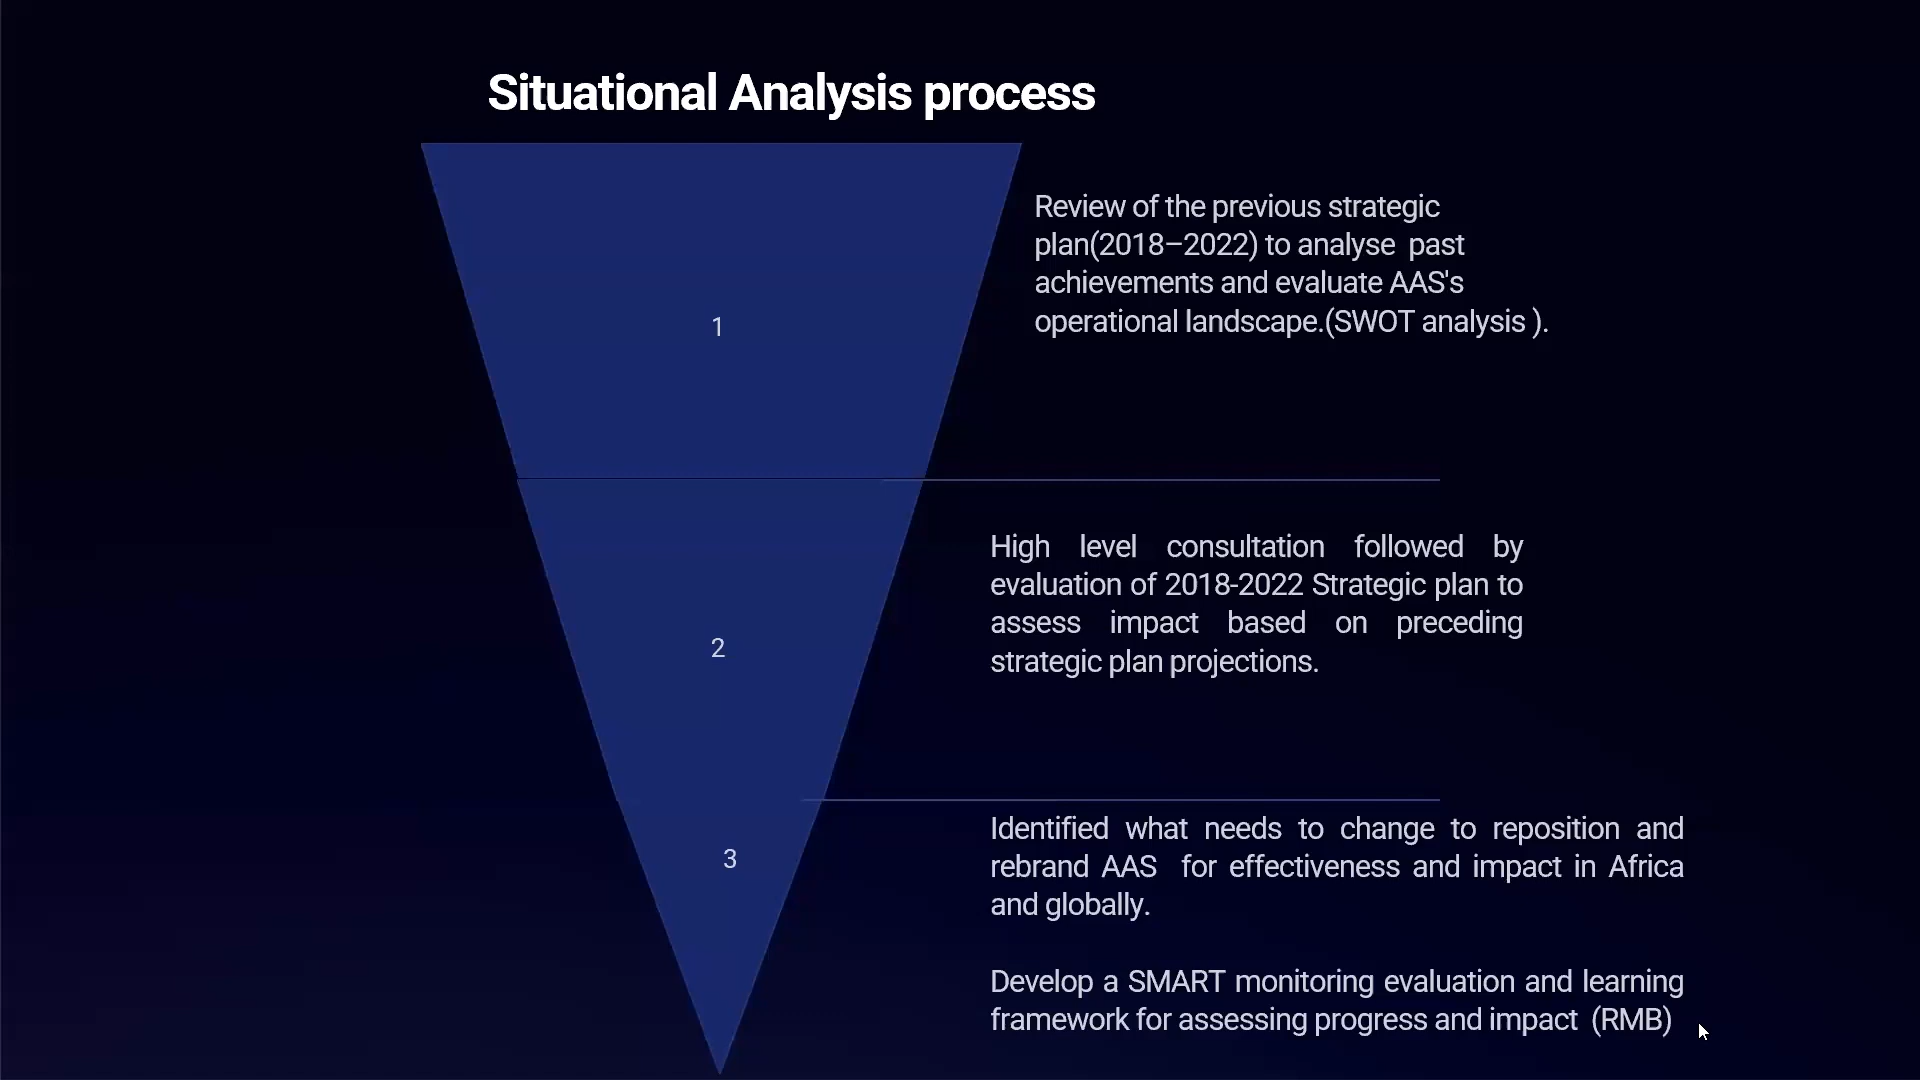 Situational Analysis process
1
Review of the previous strategic
plan(2018–2022) to analyse  past
achievements and evaluate AAS's
operational landscape.(SWOT analysis ).
2
High level consultation followed by
evaluation of 2018-2022 Strategic plan to
assess impact based on preceding
strategic plan projections.
3
Identified what needs to change to reposition and
rebrand AAS  for effectiveness and impact in Africa
and globally.
Develop a SMART monitoring evaluation and learning
framework for assessing progress and impact  (RMB)